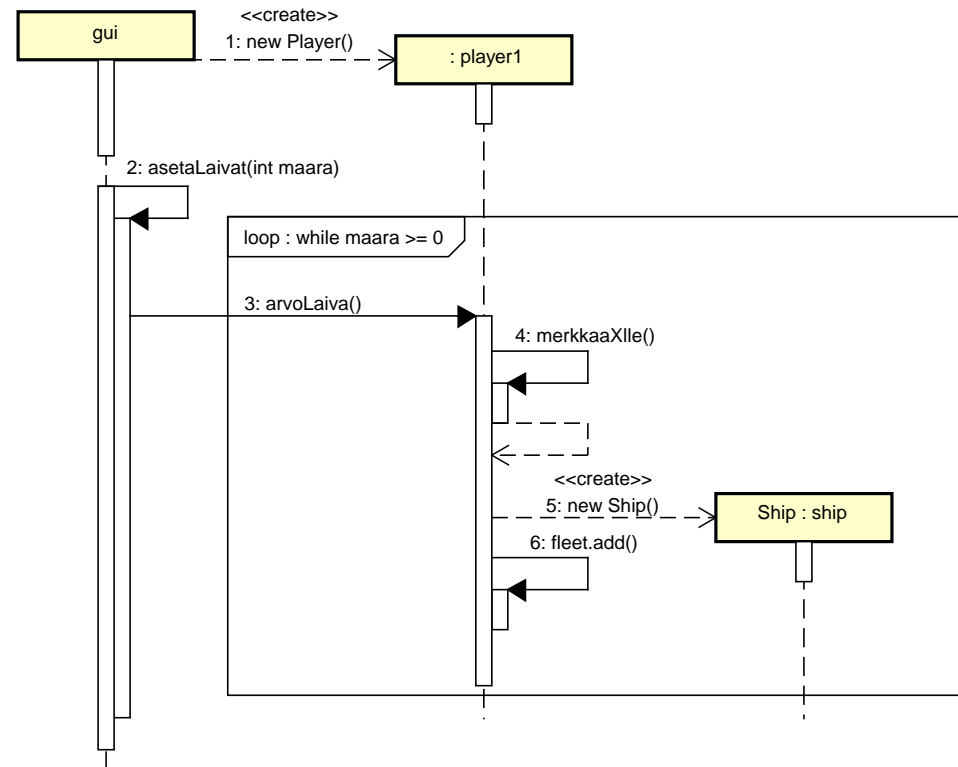 <<create>>
gui
1: new Player()
: player1
2: asetaLaivat(int maara)
loop : while maara >= 0
3: arvoLaiva()
4: merkkaaXlle()
<<create>>
5: new Ship()
Ship : ship
6: fleet.add()